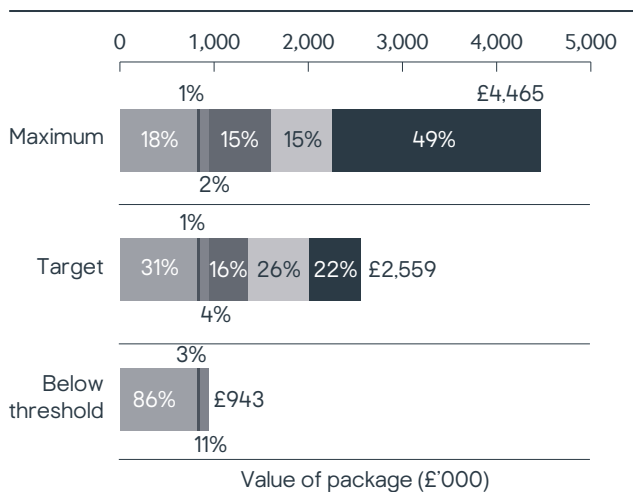 0 1,000 2,000 3,000 4,000 5,000
1% £4,465
Maximum 18% 15% 15% 49%
2%
1%
Target 31% 16% 26% 22% £2,559
4%
3%
Below
threshold 86% £943
11%
Value of package (£’000)